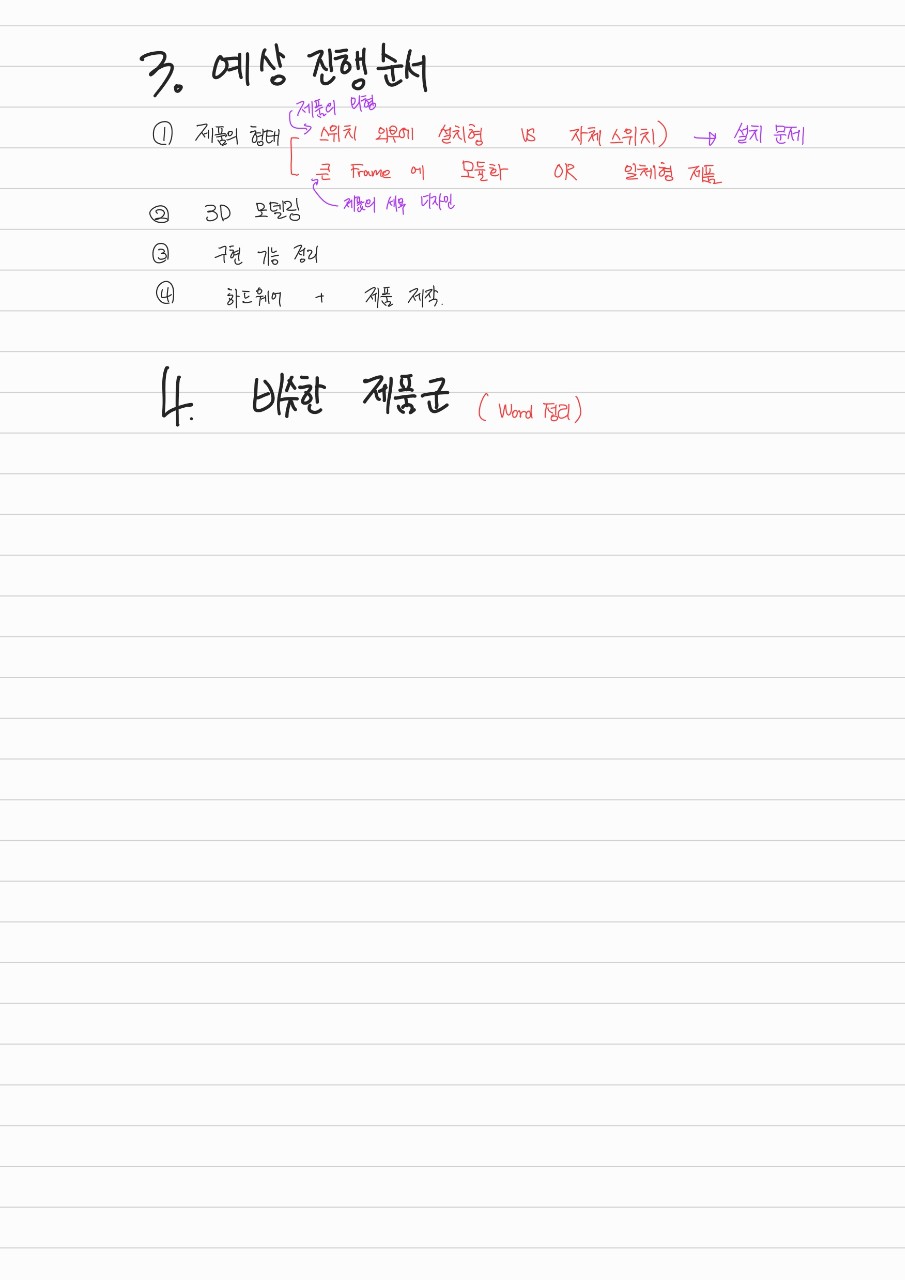 3. 예상 진행순서
제품의 외형
① 제품의 형태 스위치 외우에 설치형 VS 자체 스위치) → 설치 문제
큰 Frame 에 모듈화 OR 일체형 제품
제품의 세부 디자인
② 3D 모델링
③ 구현 기능 정리
④ 하드웨어 + 제품 제작.
4. 비슷한 제품군 (Word 정리)